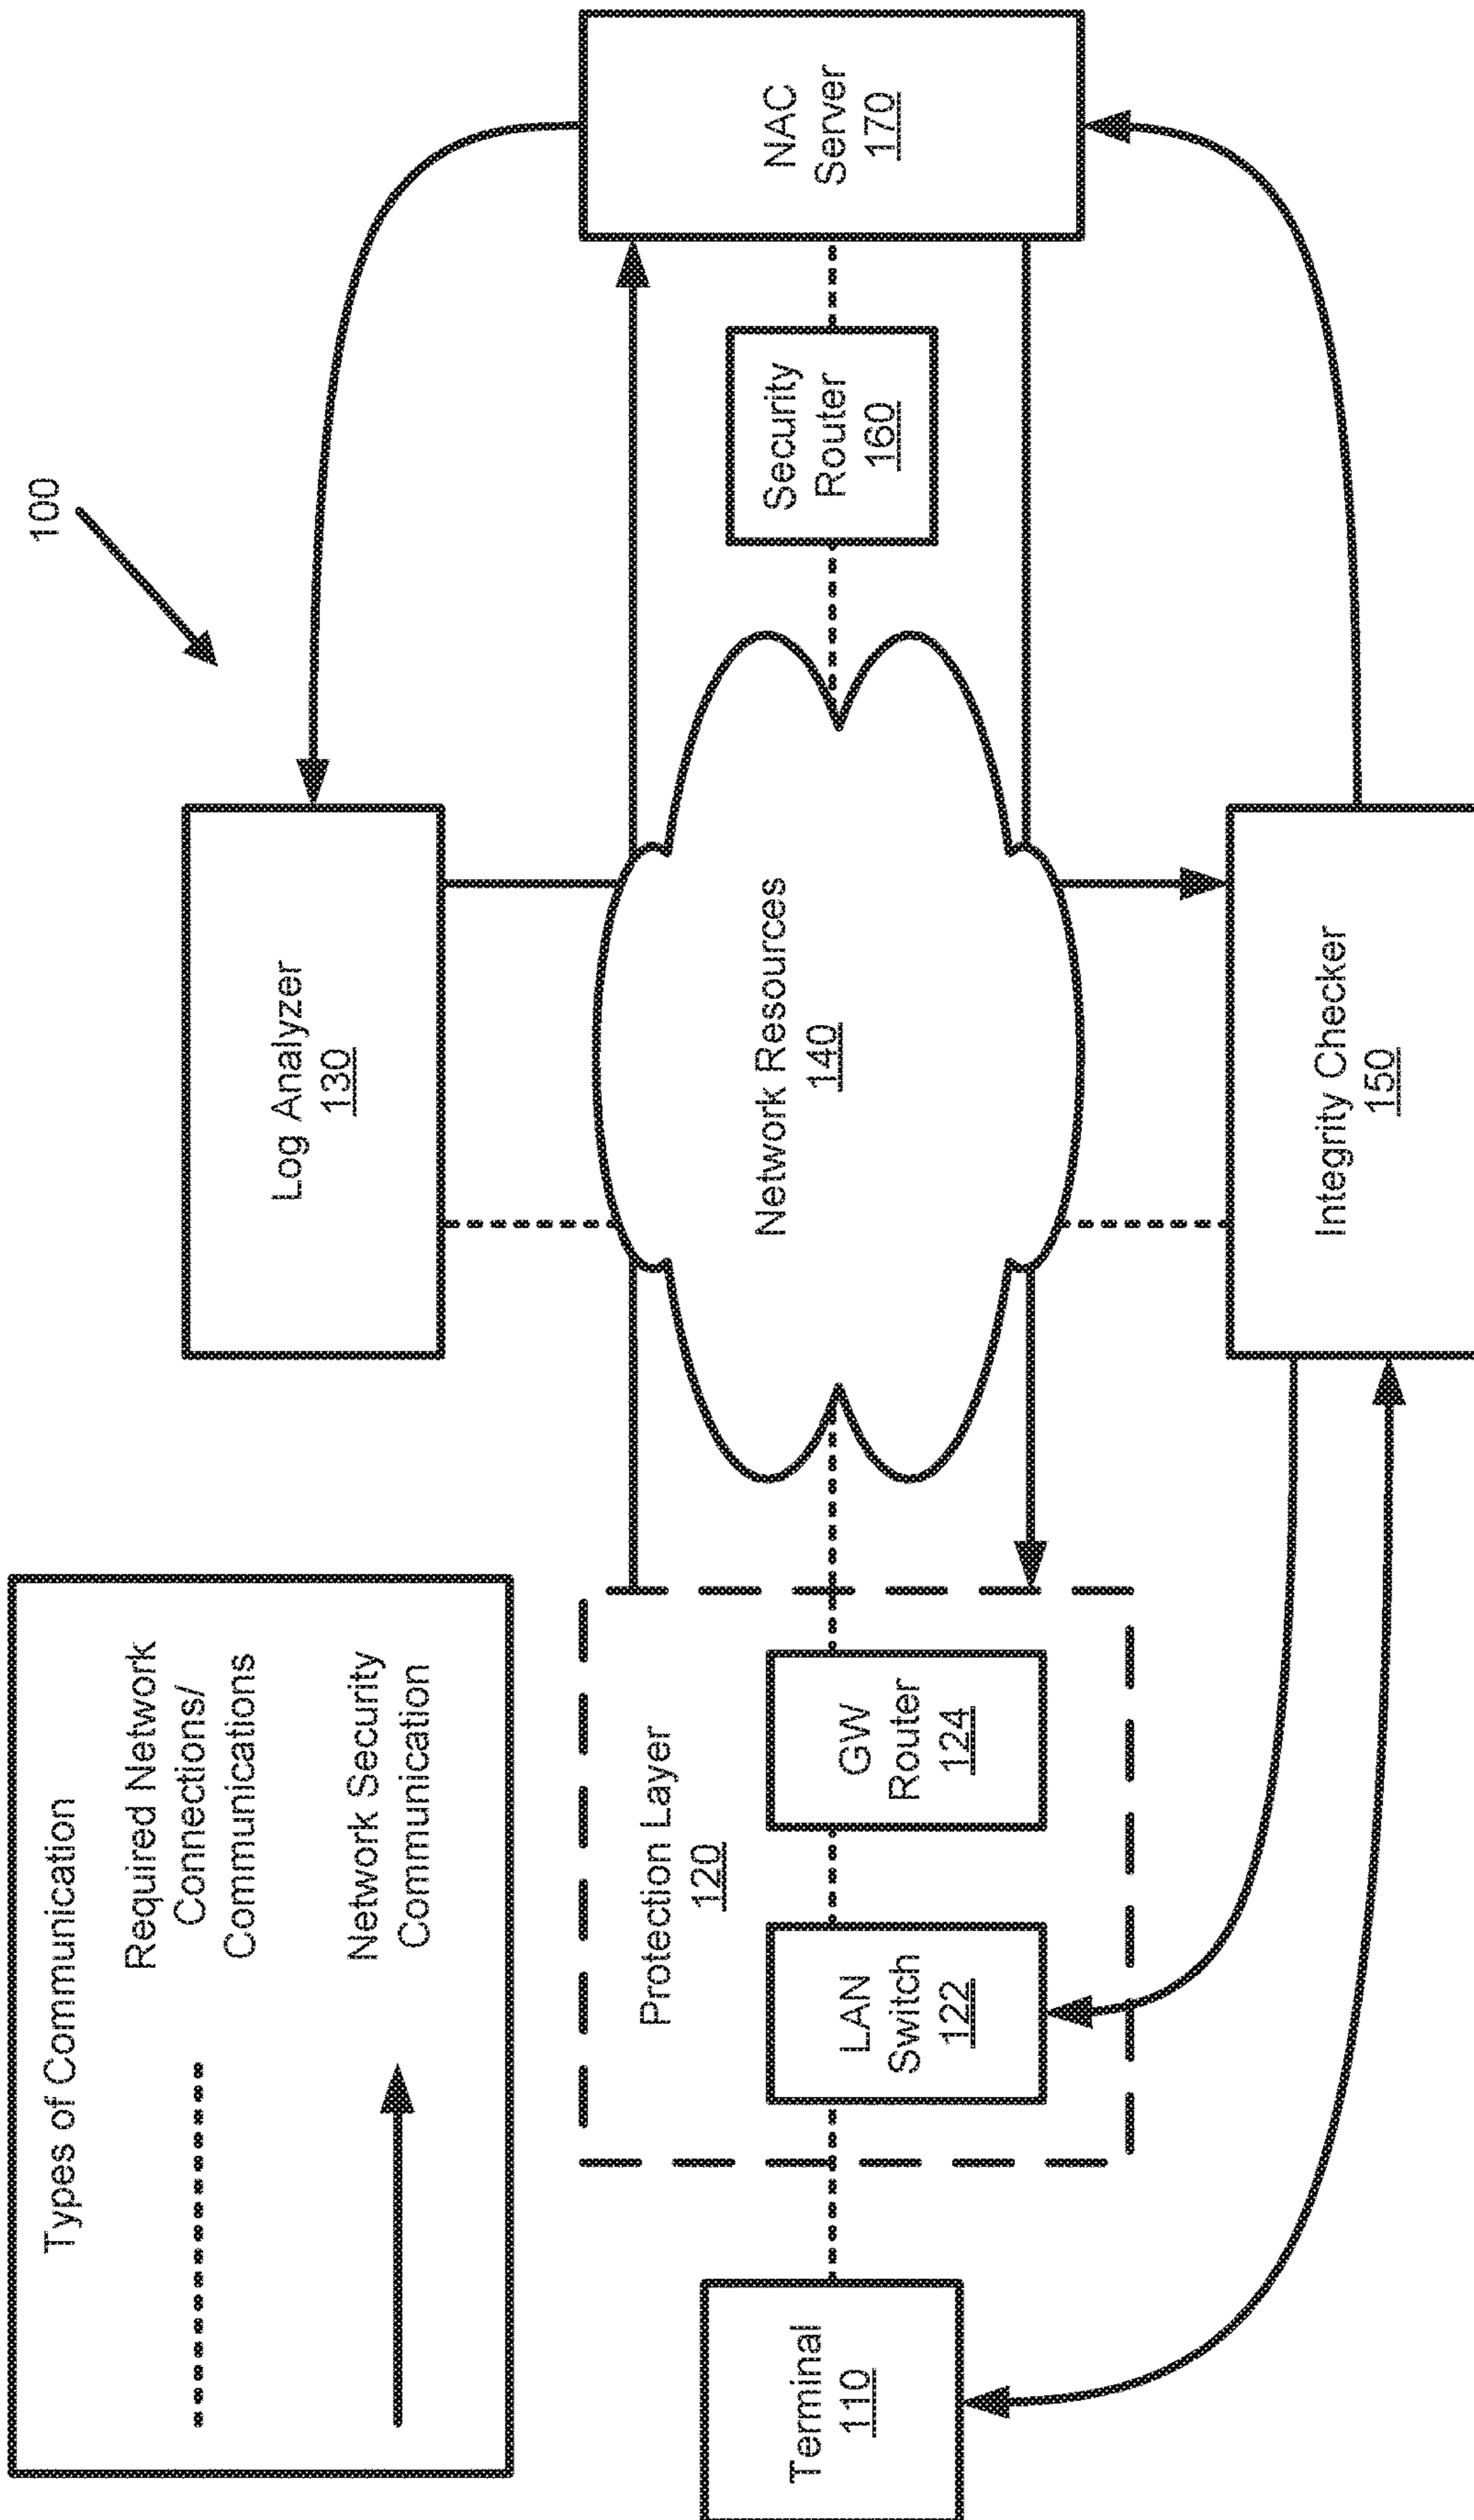 Types of Communication
Required Network
Connections/
Communications
Network Security
Communication
100
Log Analyzer
130
Terminal
110
Protection Layer
120
LAN
Switch
122
GW
Router
124
Network Resources
140
Security
Router
160
NAC
Server
170
Integrity Checker
150